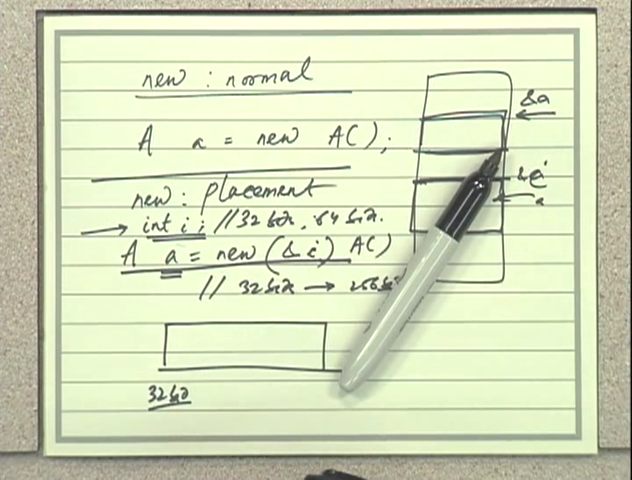 new : normal
A a = new A();
new : placement
int i; // 32 bit, 64 bit.
A a = new (&i) A()
// 32 bit →
32 bit
&a
&i
a